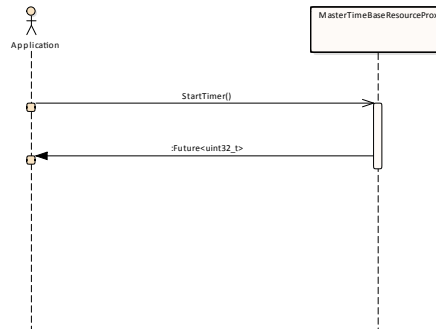 MasterTimeBaseResourceProx
Application
StartTimer()
:Future<uint32_t>